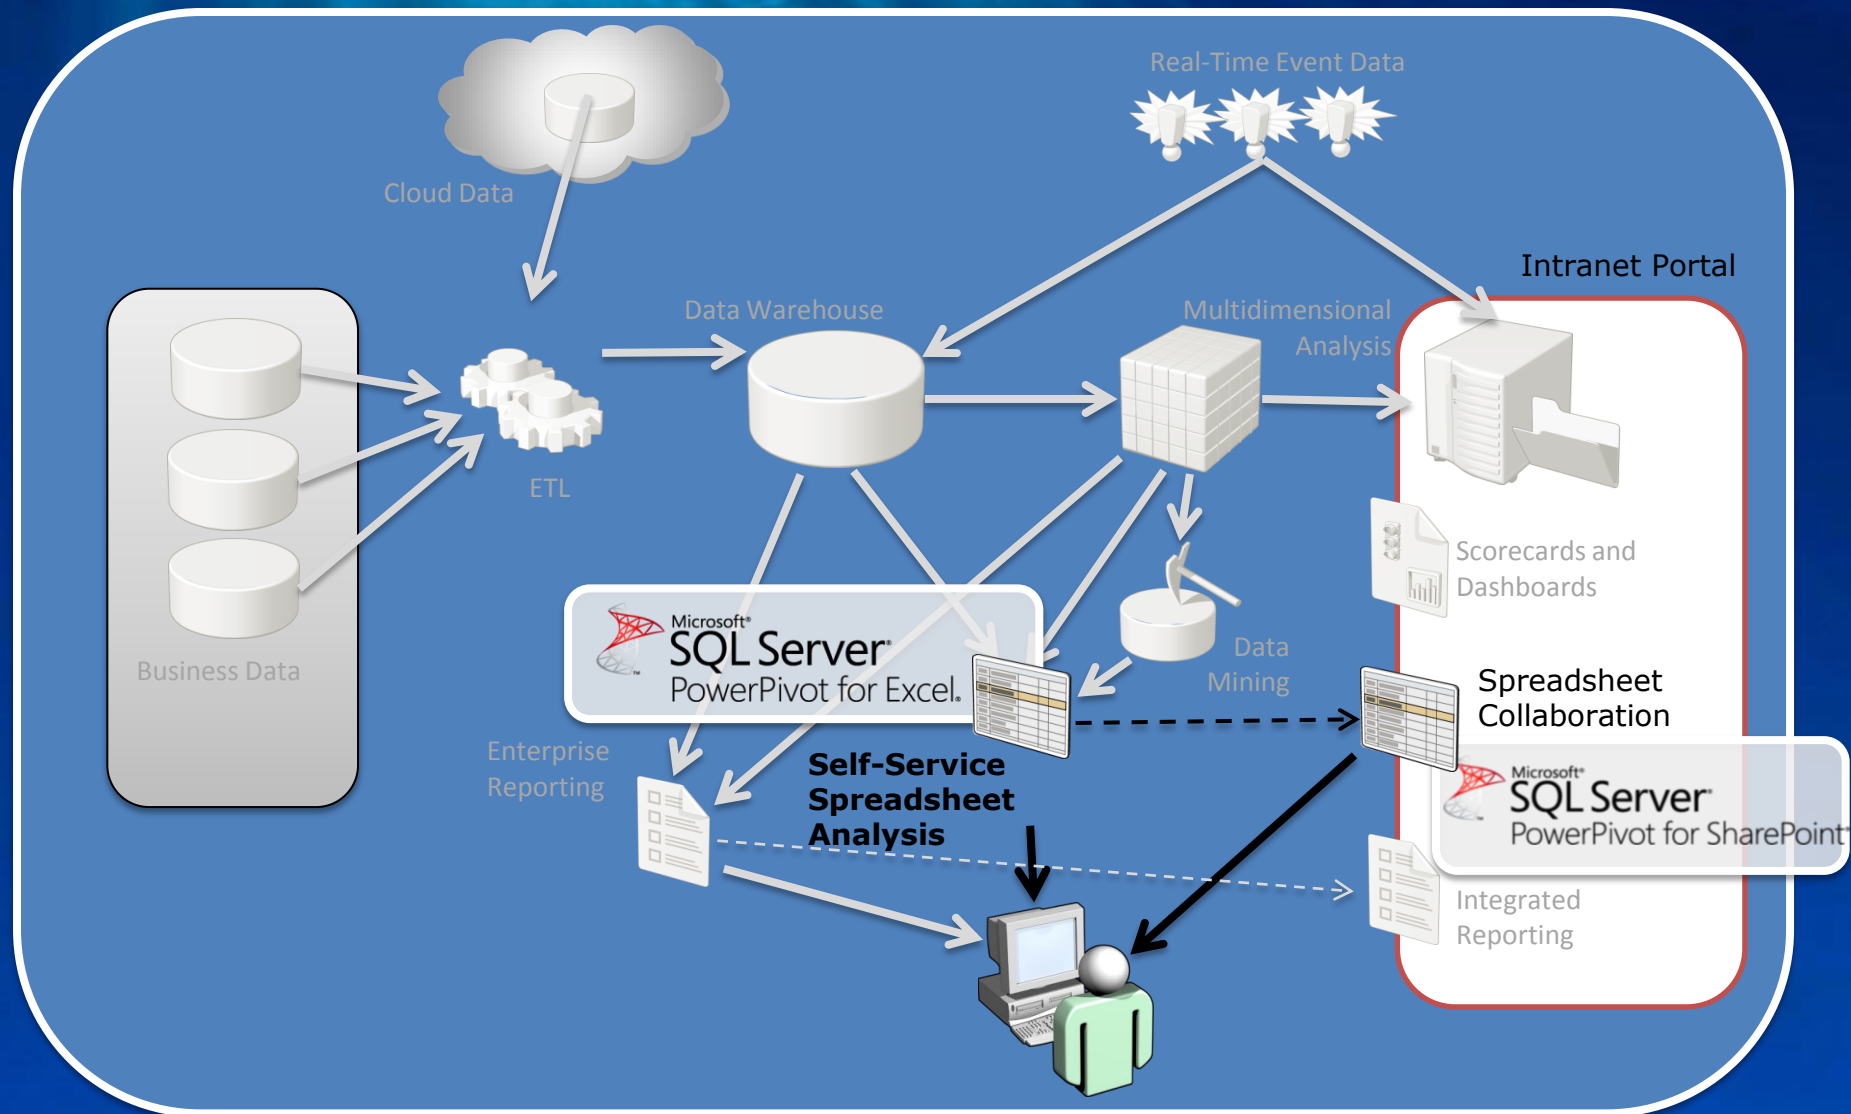 Real-Time Event Data
Cloud Data
Intranet Portal
Data Warehouse
Multidimensional
Analysis
ETL
Scorecards and
Dashboards
Microsoft®
SQL Server®
PowerPivot for Excel®
Data
Mining
Business Data
Spreadsheet
Collaboration
Enterprise
Reporting
Self-Service
Spreadsheet
Analysis
Microsoft®
SQL Server®
PowerPivot for SharePoint®
Integrated
Reporting